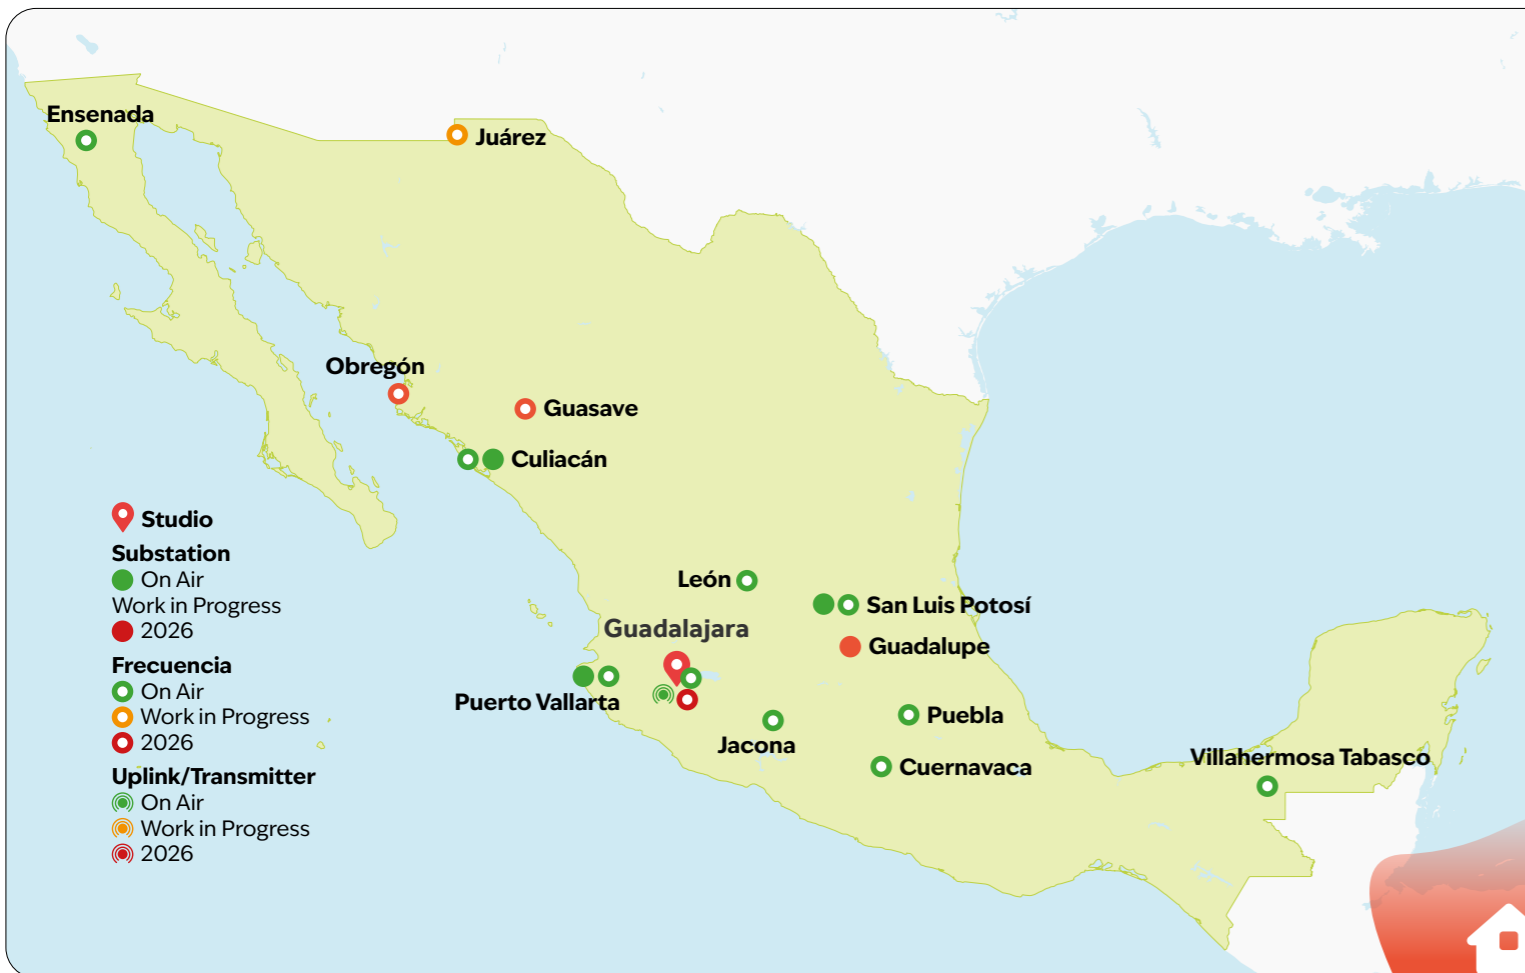 Ensenada
Juárez
Obregón
Guasave
Culiacán
Studio
Substation
On Air
Work in Progress
2026
Frecuencia
On Air
Work in Progress
2026
Uplink/Transmitter
On Air
Work in Progress
2026
León
San Luis Potosí
Guadalajara
Guadalupe
Puerto Vallarta
Jacona
Puebla
Cuernavaca
Villahermosa Tabasco